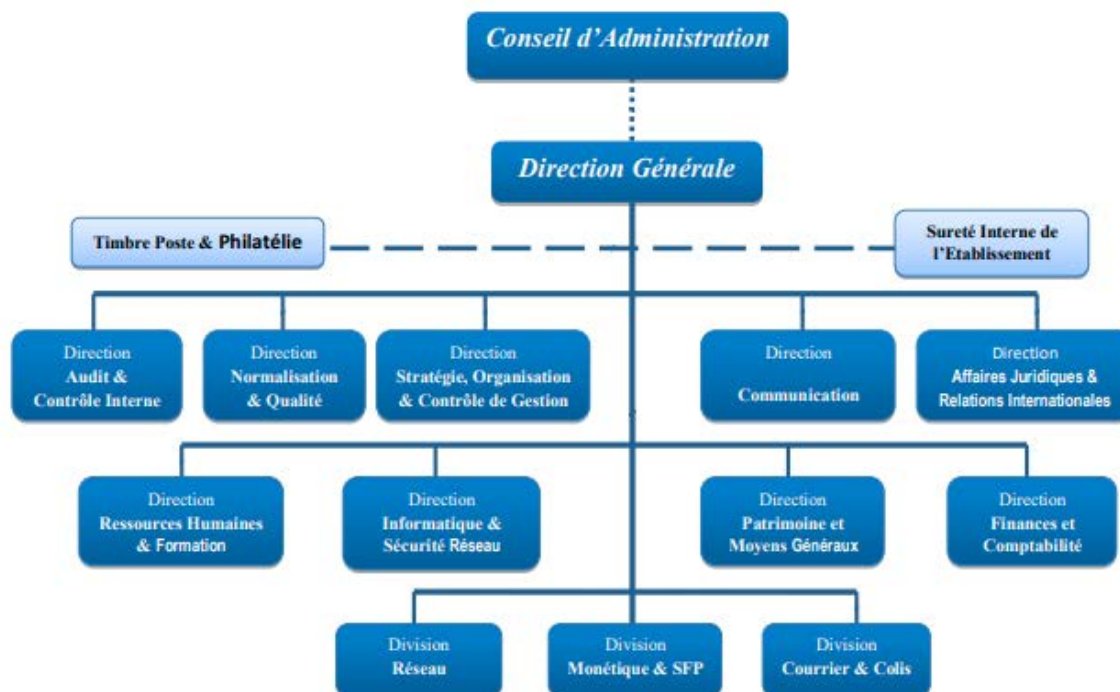 Conseil d'Administration
Direction Générale
Timbre Poste & Philatélie
Sureté Interne de
l'Etablissement
Direction
Audit &
Contrôle Interne
Direction
Normalisation
& Qualité
Direction
Stratégie, Organisation
& Contrôle de Gestion
Direction
Communication
Direction
Affaires Juridiques &
Relations Internationales
Direction
Ressources Humaines
& Formation
Direction
Informatique &
Sécurité Réseau
Direction
Patrimoine et
Moyens Généraux
Direction
Finances et
Comptabilité
Division
Réseau
Division
Monétique & SFP
Division
Courrier & Colis